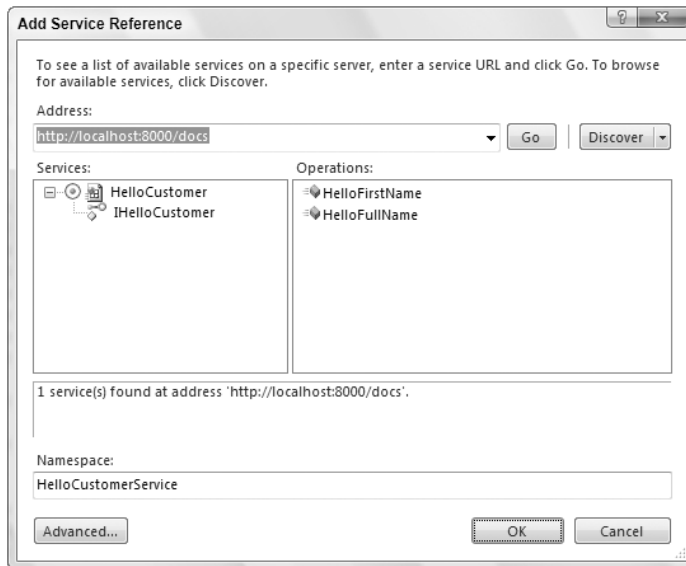 Add Service Reference
To see a list of available services on a specific server, enter a service URL and click Go. To browse
for available services, click Discover.
Address:
http://localhost:8000/docs
Go
Discover
Services:
HelloCustomer
IHelloCustomer
Operations:
HelloFirstName
HelloFullName
1 service(s) found at address 'http://localhost:8000/docs'.
Namespace:
HelloCustomerService
Advanced...
OK
Cancel